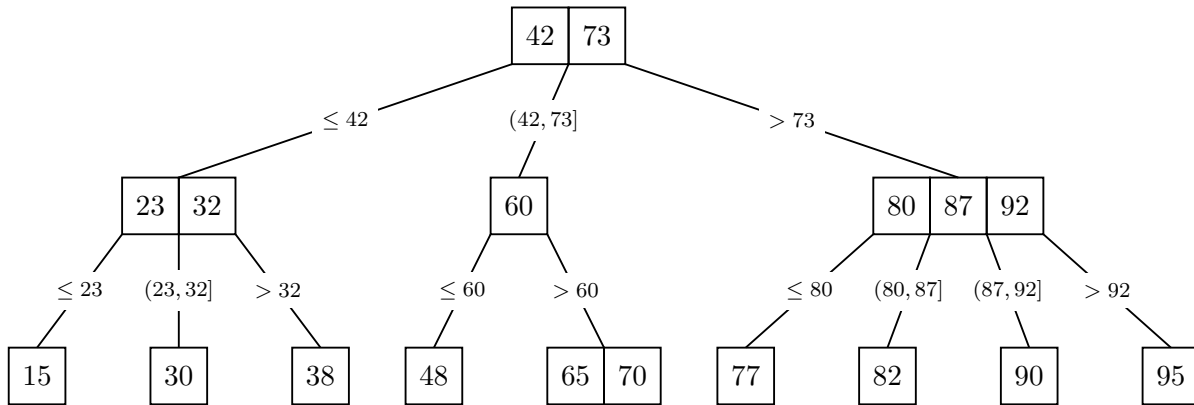 42 73
≤ 42 (42, 73] > 73
23 32 60 80 87 92
≤ 23 (23, 32] > 32 ≤ 60 > 60 ≤ 80 (80, 87] (87, 92] > 92
15 30 38 48 65 70 77 82 90 95